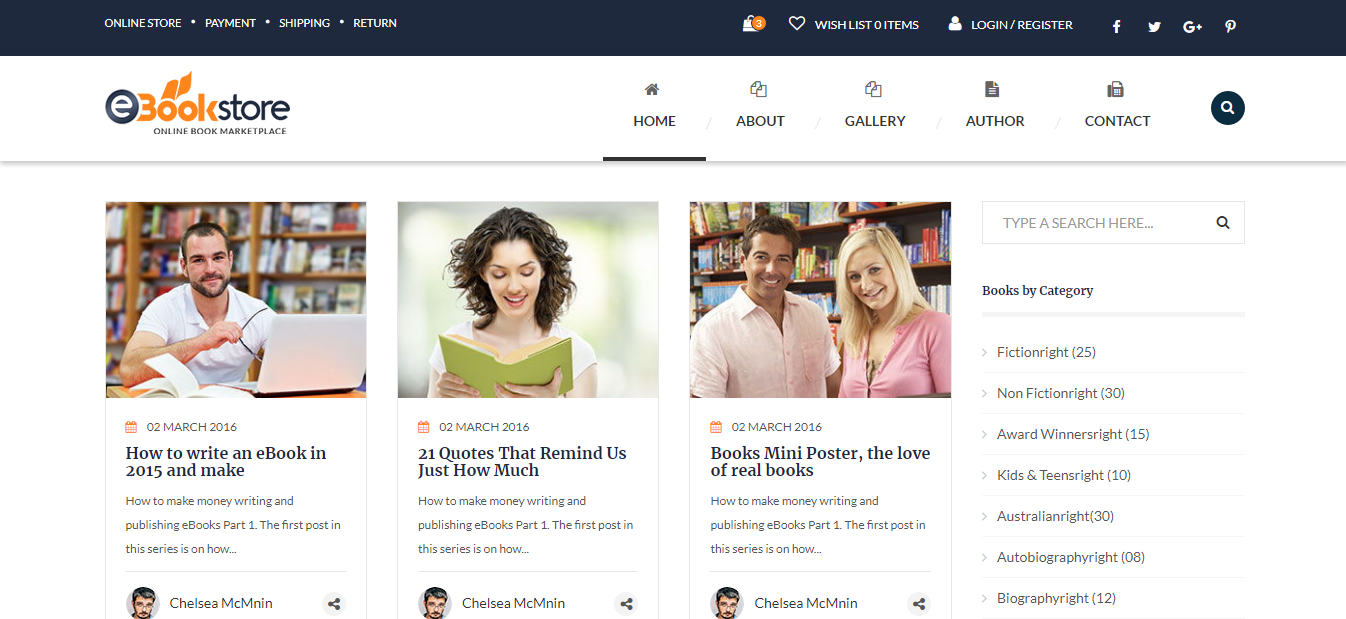 ONLINE STORE • PAYMENT • SHIPPING • RETURN
3 WISH LIST 0 ITEMS LOGIN / REGISTER
eBookstore
ONLINE BOOK MARKETPLACE
HOME / ABOUT / GALLERY / AUTHOR / CONTACT
02 MARCH 2016
How to write an eBook in
2015 and make
How to make money writing and
publishing eBooks Part 1. The first post in
this series is on how...
Chelsea McMnin
02 MARCH 2016
21 Quotes That Remind Us
Just How Much
How to make money writing and
publishing eBooks Part 1. The first post in
this series is on how...
Chelsea McMnin
02 MARCH 2016
Books Mini Poster, the love
of real books
How to make money writing and
publishing eBooks Part 1. The first post in
this series is on how...
Chelsea McMnin
TYPE A SEARCH HERE...
Books by Category
Fictionright (25)
Non Fictionright (30)
Award Winnersright (15)
Kids & Teensright (10)
Australianright(30)
Autobiographyright (08)
Biographyright (12)